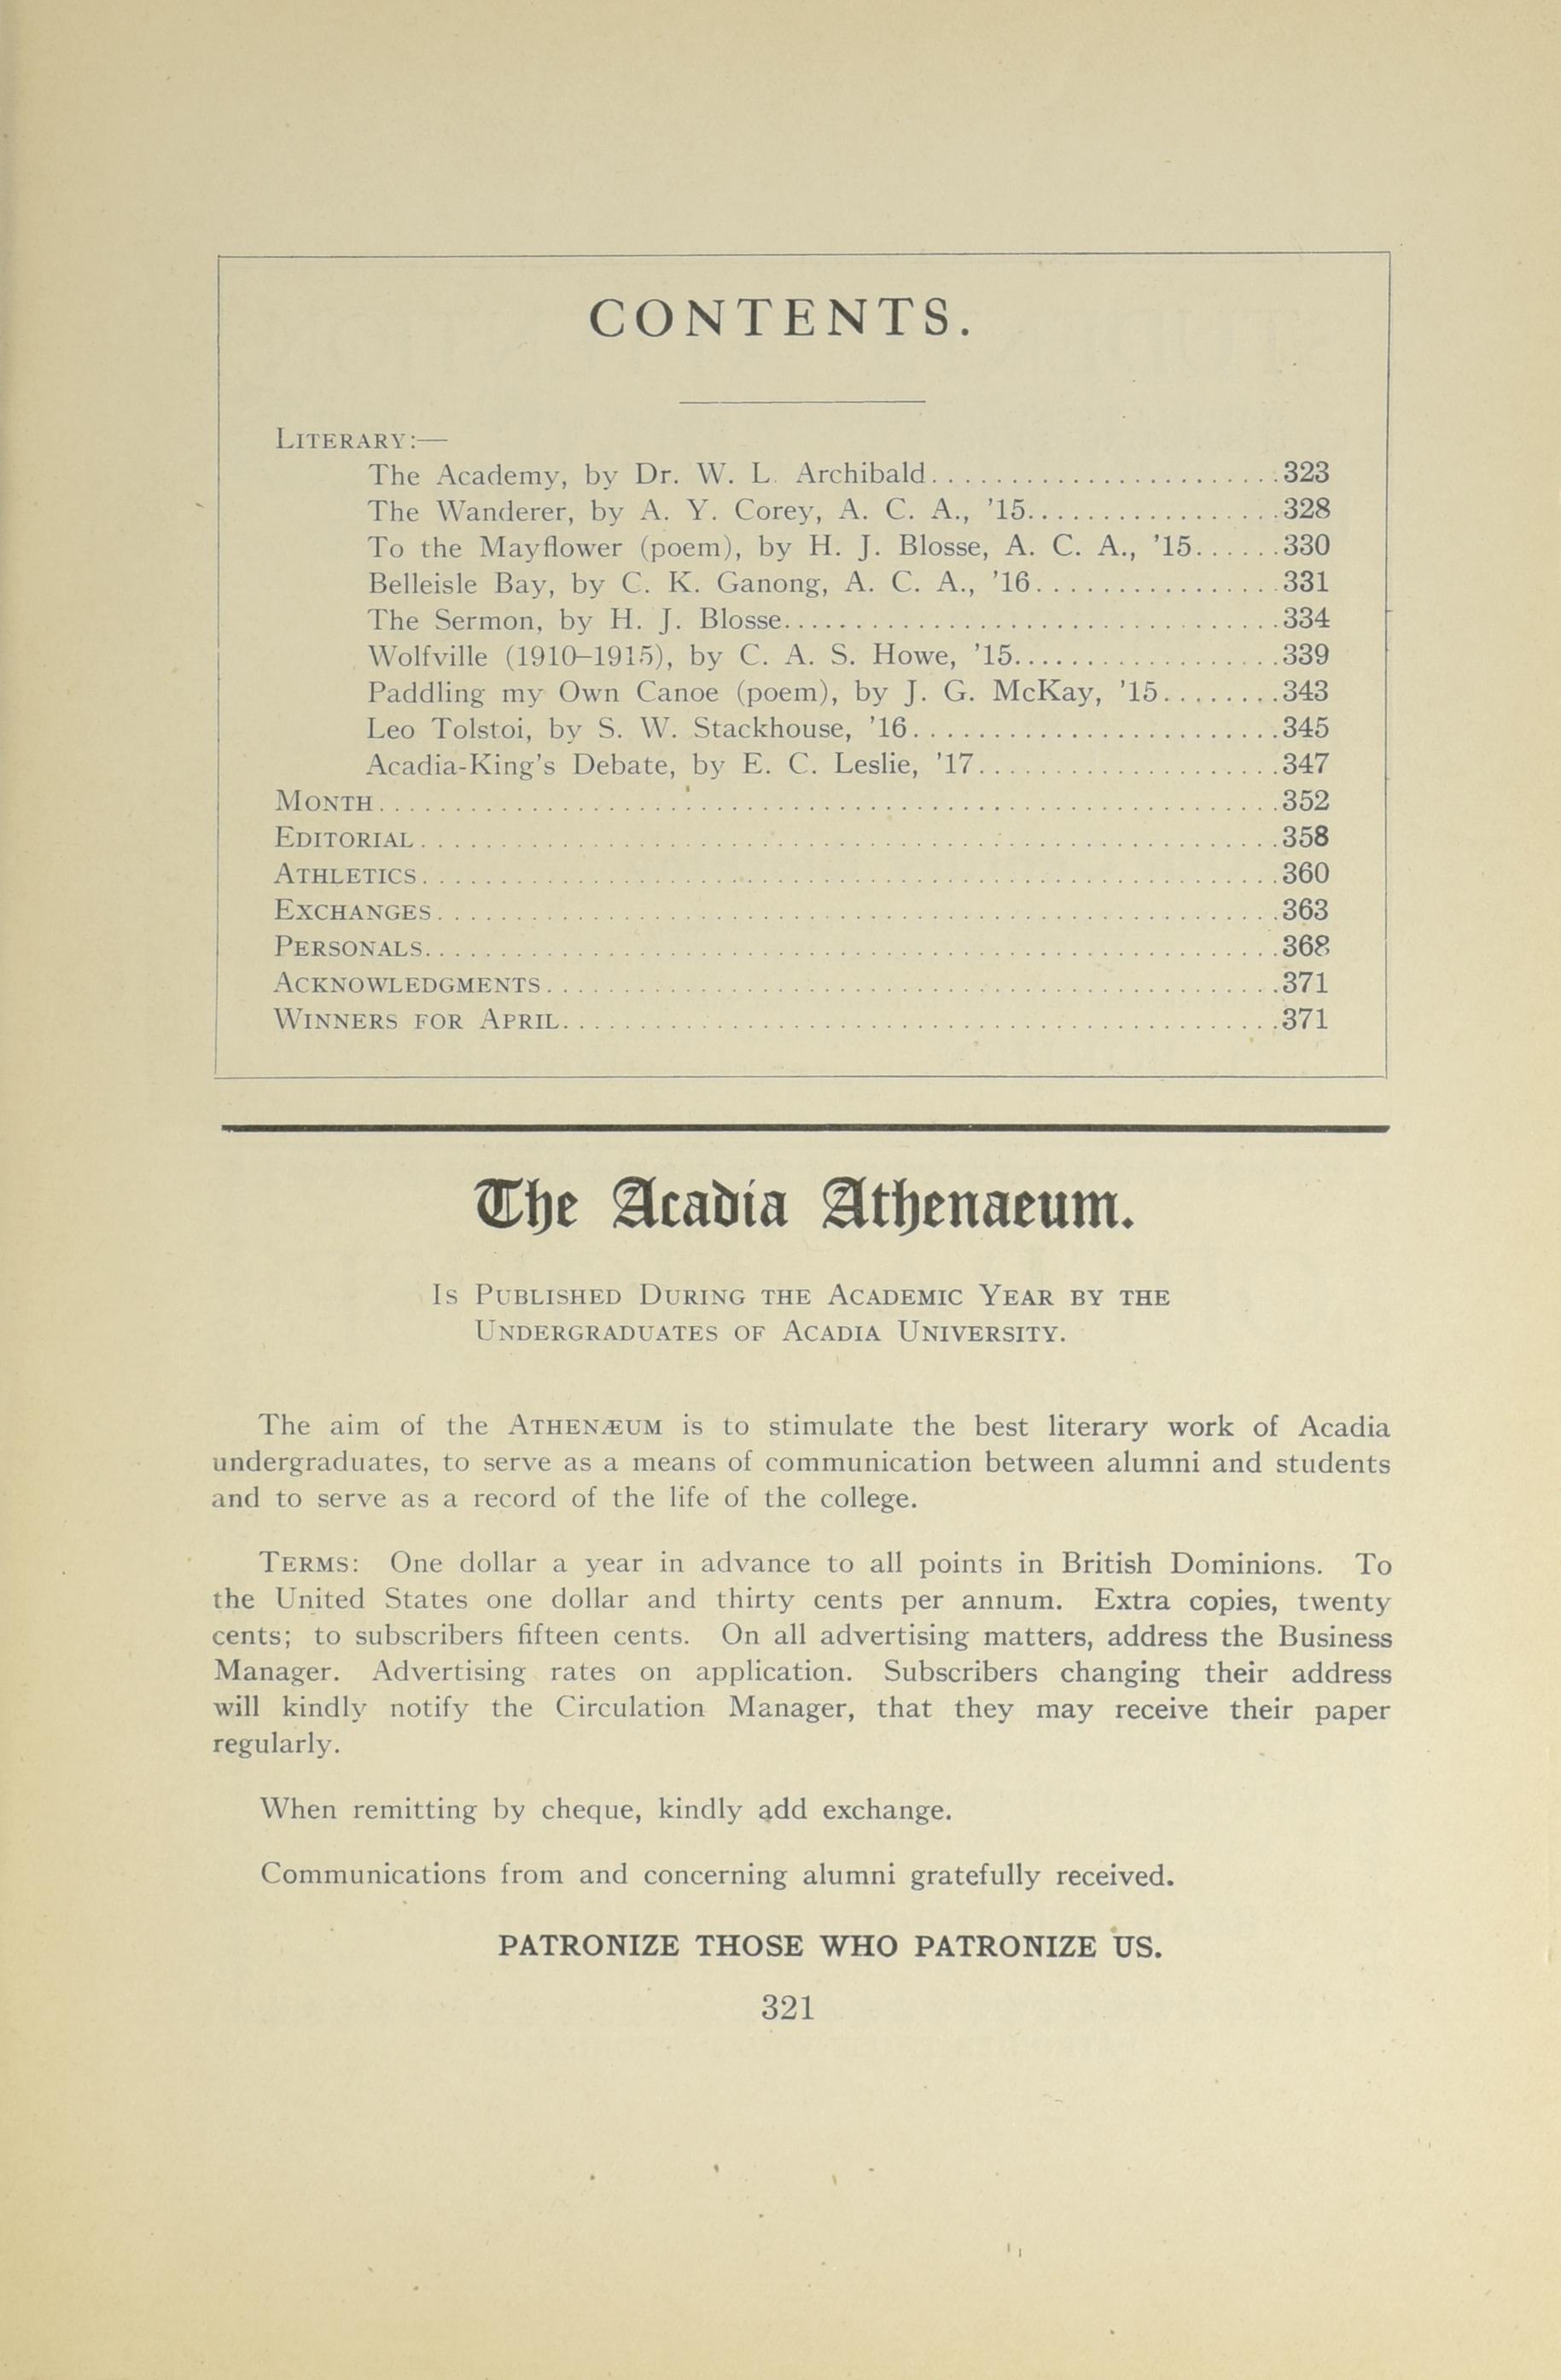 CONTENTS.
LITERARY:—
The Academy, by Dr. W. L. Archibald. . . . . . . . . . . . . . . . . . . . . . .323
The Wanderer, by A. Y. Corey, A. C. A., '15. . . . . . . . . . . . . . . . .328
To the Mayflower (poem), by H. J. Blosse, A. C. A., '15. . . . . .330
Belleisle Bay, by C. K. Ganong, A. C. A., '16. . . . . . . . . . . . . . . .331
The Sermon, by H. J. Blosse. . . . . . . . . . . . . . . . . . . . . . . . . . . . . . . .334
Wolfville (1910–1915), by C. A. S. Howe, '15. . . . . . . . . . . . . . . . . .339
Paddling my Own Canoe (poem), by J. G. McKay, '15. . . . . . . .343
Leo Tolstoi, by S. W. Stackhouse, '16. . . . . . . . . . . . . . . . . . . . . . . .345
Acadia-King's Debate, by E. C. Leslie, '17. . . . . . . . . . . . . . . . . . . .347
MONTH. . . . . . . . . . . . . . . . . . . . . . . . . . . . . . . . . . . . . . . . . . . . . . . . . . . . . . . . . .352
EDITORIAL. . . . . . . . . . . . . . . . . . . . . . . . . . . . . . . . . . . . . . . . . . . . . . . . . . . . . . . .358
ATHLETICS. . . . . . . . . . . . . . . . . . . . . . . . . . . . . . . . . . . . . . . . . . . . . . . . . . . . . . . .360
EXCHANGES. . . . . . . . . . . . . . . . . . . . . . . . . . . . . . . . . . . . . . . . . . . . . . . . . . . . . . .363
PERSONALS. . . . . . . . . . . . . . . . . . . . . . . . . . . . . . . . . . . . . . . . . . . . . . . . . . . . . . .368
ACKNOWLEDGMENTS. . . . . . . . . . . . . . . . . . . . . . . . . . . . . . . . . . . . . . . . . . . . . . . .371
WINNERS FOR APRIL. . . . . . . . . . . . . . . . . . . . . . . . . . . . . . . . . . . . . . . . . . . . . . .371
The Acadia Athenaeum.
IS PUBLISHED DURING THE ACADEMIC YEAR BY THE
UNDERGRADUATES OF ACADIA UNIVERSITY.
The aim of the ATHENÆUM is to stimulate the best literary work of Acadia
undergraduates, to serve as a means of communication between alumni and students
and to serve as a record of the life of the college.
TERMS: One dollar a year in advance to all points in British Dominions. To
the United States one dollar and thirty cents per annum. Extra copies, twenty
cents; to subscribers fifteen cents. On all advertising matters, address the Business
Manager. Advertising rates on application. Subscribers changing their address
will kindly notify the Circulation Manager, that they may receive their paper
regularly.
When remitting by cheque, kindly add exchange.
Communications from and concerning alumni gratefully received.
PATRONIZE THOSE WHO PATRONIZE US.
321